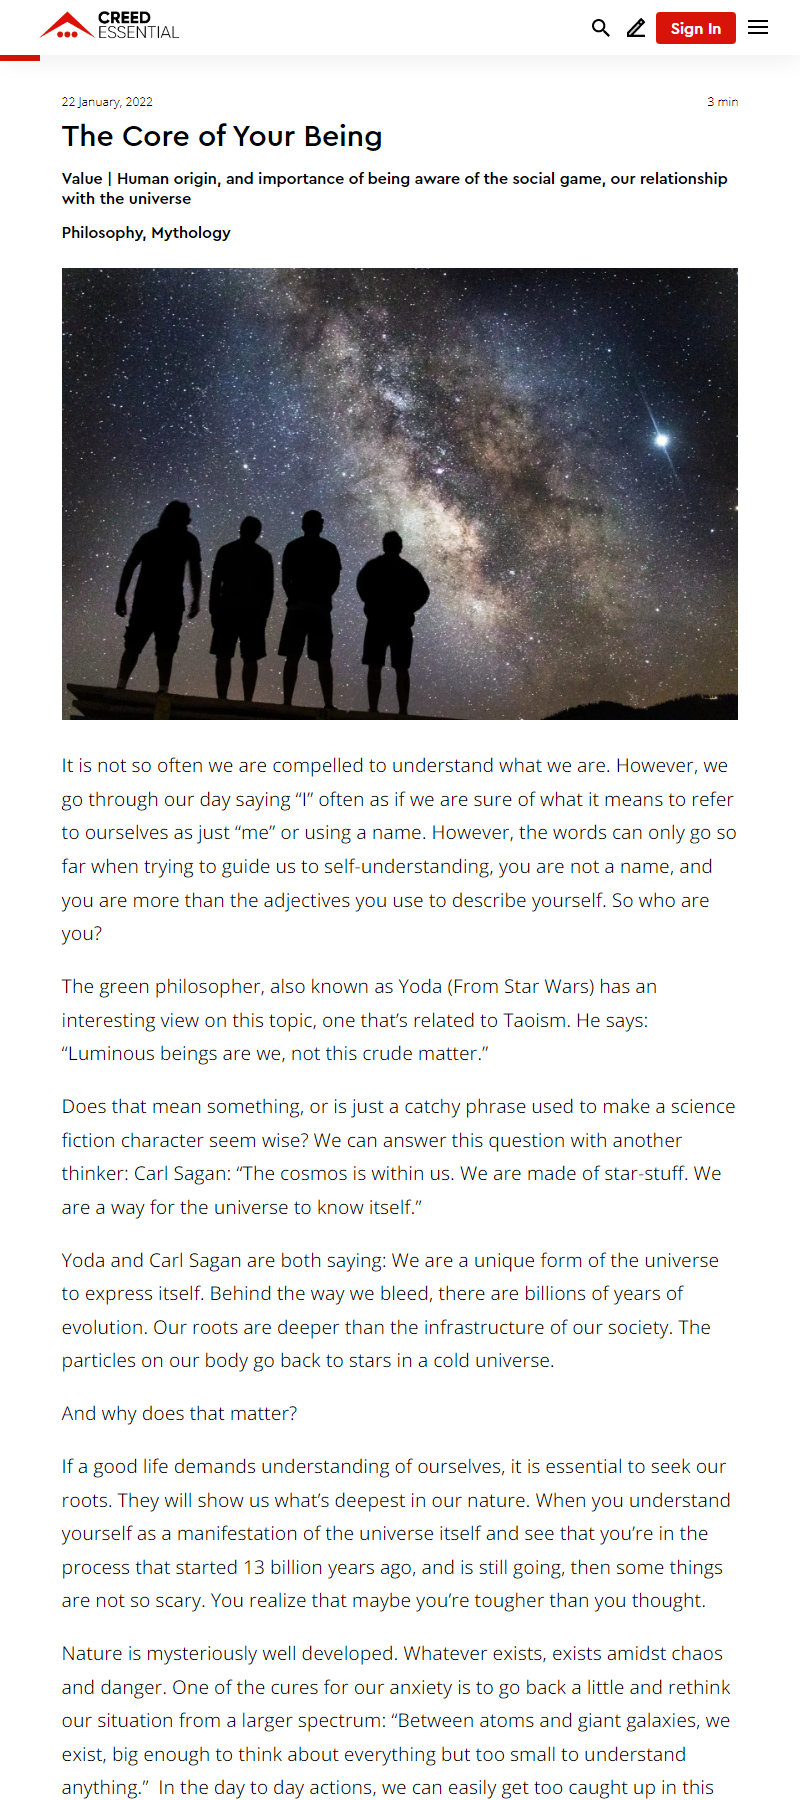 CREED
ESSENTIAL
Sign In
22 January, 2022
3 min
The Core of Your Being
Value | Human origin, and importance of being aware of the social game, our relationship
with the universe
Philosophy, Mythology
It is not so often we are compelled to understand what we are. However, we
go through our day saying “I” often as if we are sure of what it means to refer
to ourselves as just “me” or using a name. However, the words can only go so
far when trying to guide us to self-understanding, you are not a name, and
you are more than the adjectives you use to describe yourself. So who are
you?
The green philosopher, also known as Yoda (From Star Wars) has an
interesting view on this topic, one that’s related to Taoism. He says:
“Luminous beings are we, not this crude matter.”
Does that mean something, or is just a catchy phrase used to make a science
fiction character seem wise? We can answer this question with another
thinker: Carl Sagan: “The cosmos is within us. We are made of star-stuff. We
are a way for the universe to know itself.”
Yoda and Carl Sagan are both saying: We are a unique form of the universe
to express itself. Behind the way we bleed, there are billions of years of
evolution. Our roots are deeper than the infrastructure of our society. The
particles on our body go back to stars in a cold universe.
And why does that matter?
If a good life demands understanding of ourselves, it is essential to seek our
roots. They will show us what’s deepest in our nature. When you understand
yourself as a manifestation of the universe itself and see that you’re in the
process that started 13 billion years ago, and is still going, then some things
are not so scary. You realize that maybe you’re tougher than you thought.
Nature is mysteriously well developed. Whatever exists, exists amidst chaos
and danger. One of the cures for our anxiety is to go back a little and rethink
our situation from a larger spectrum: “Between atoms and giant galaxies, we
exist, big enough to think about everything but too small to understand
anything.”  In the day to day actions, we can easily get too caught up in this